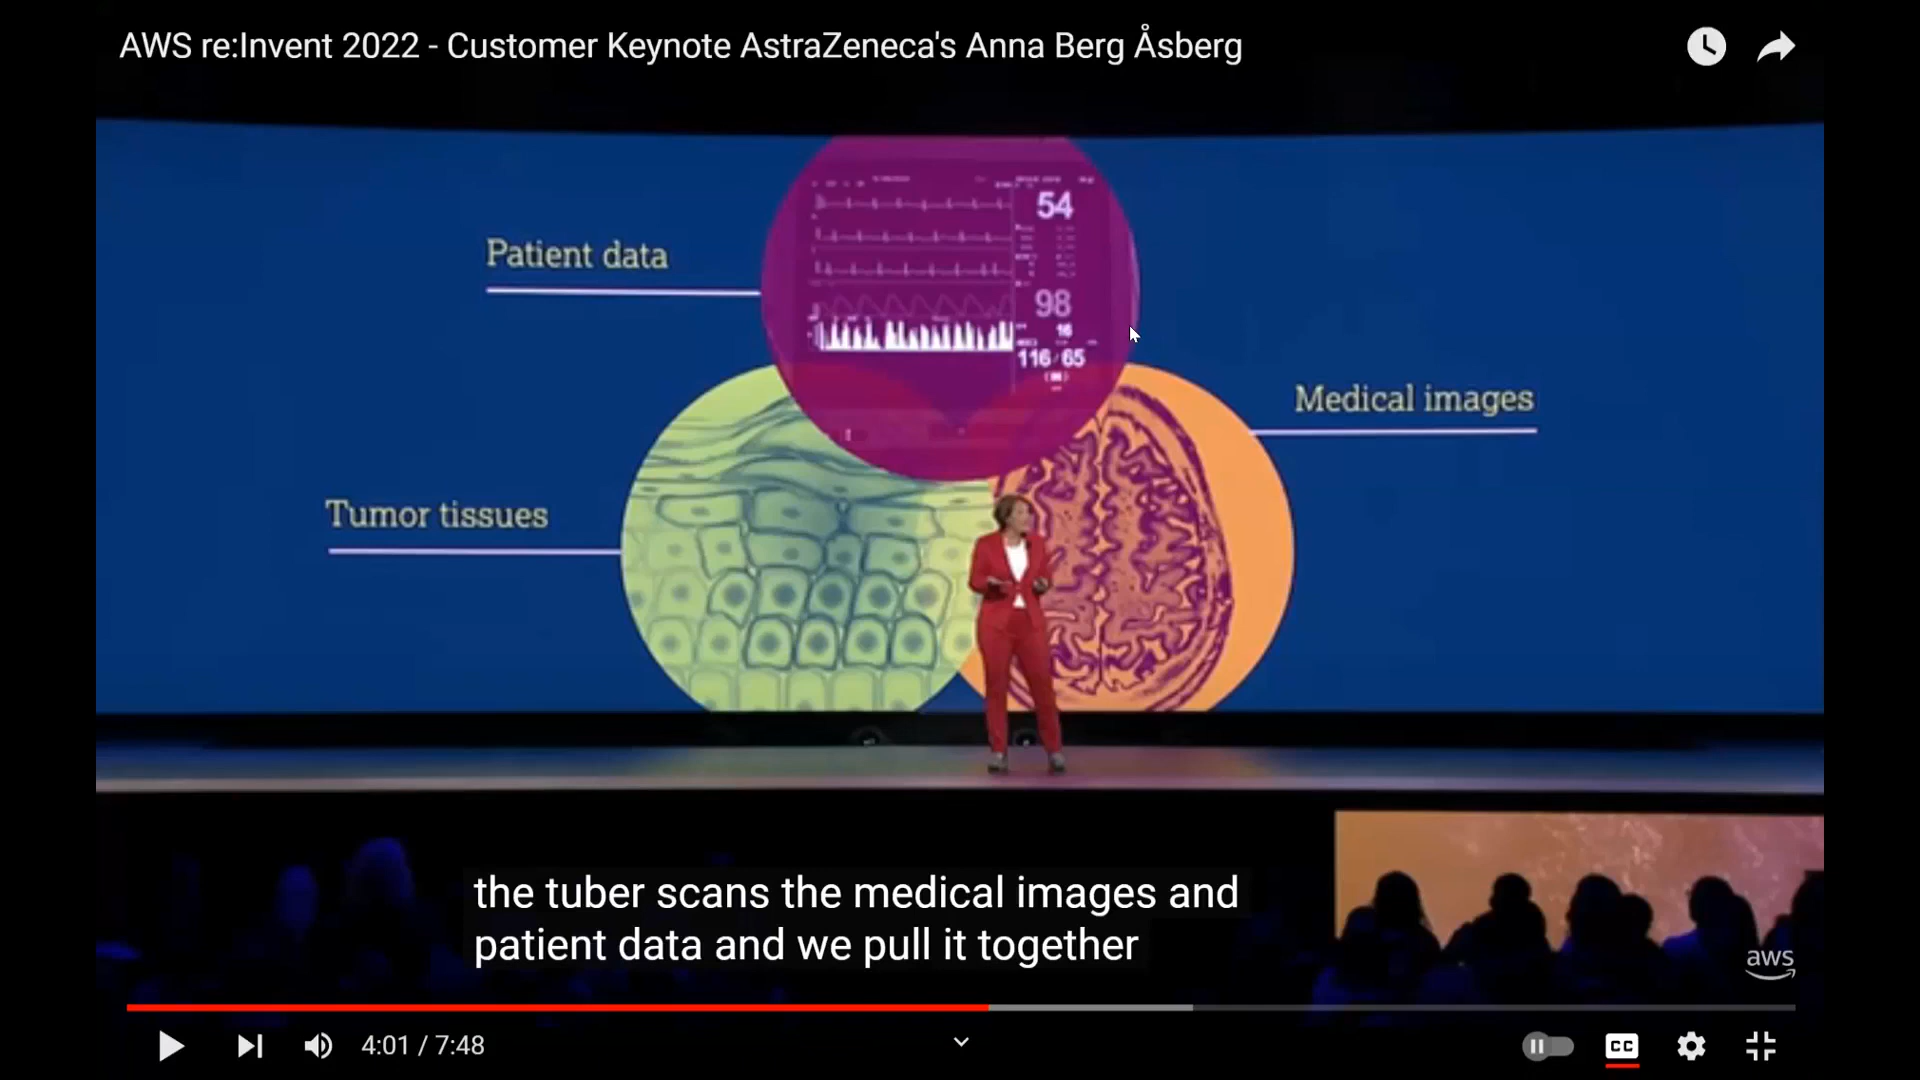 AWS re:Invent 2022 - Customer Keynote AstraZeneca's Anna Berg Åsberg
54
Patient data
98
16
116/65
Medical images
Tumor tissues
the tuber scans the medical images and
patient data and we pull it together
aws
4:01 / 7:48
CC